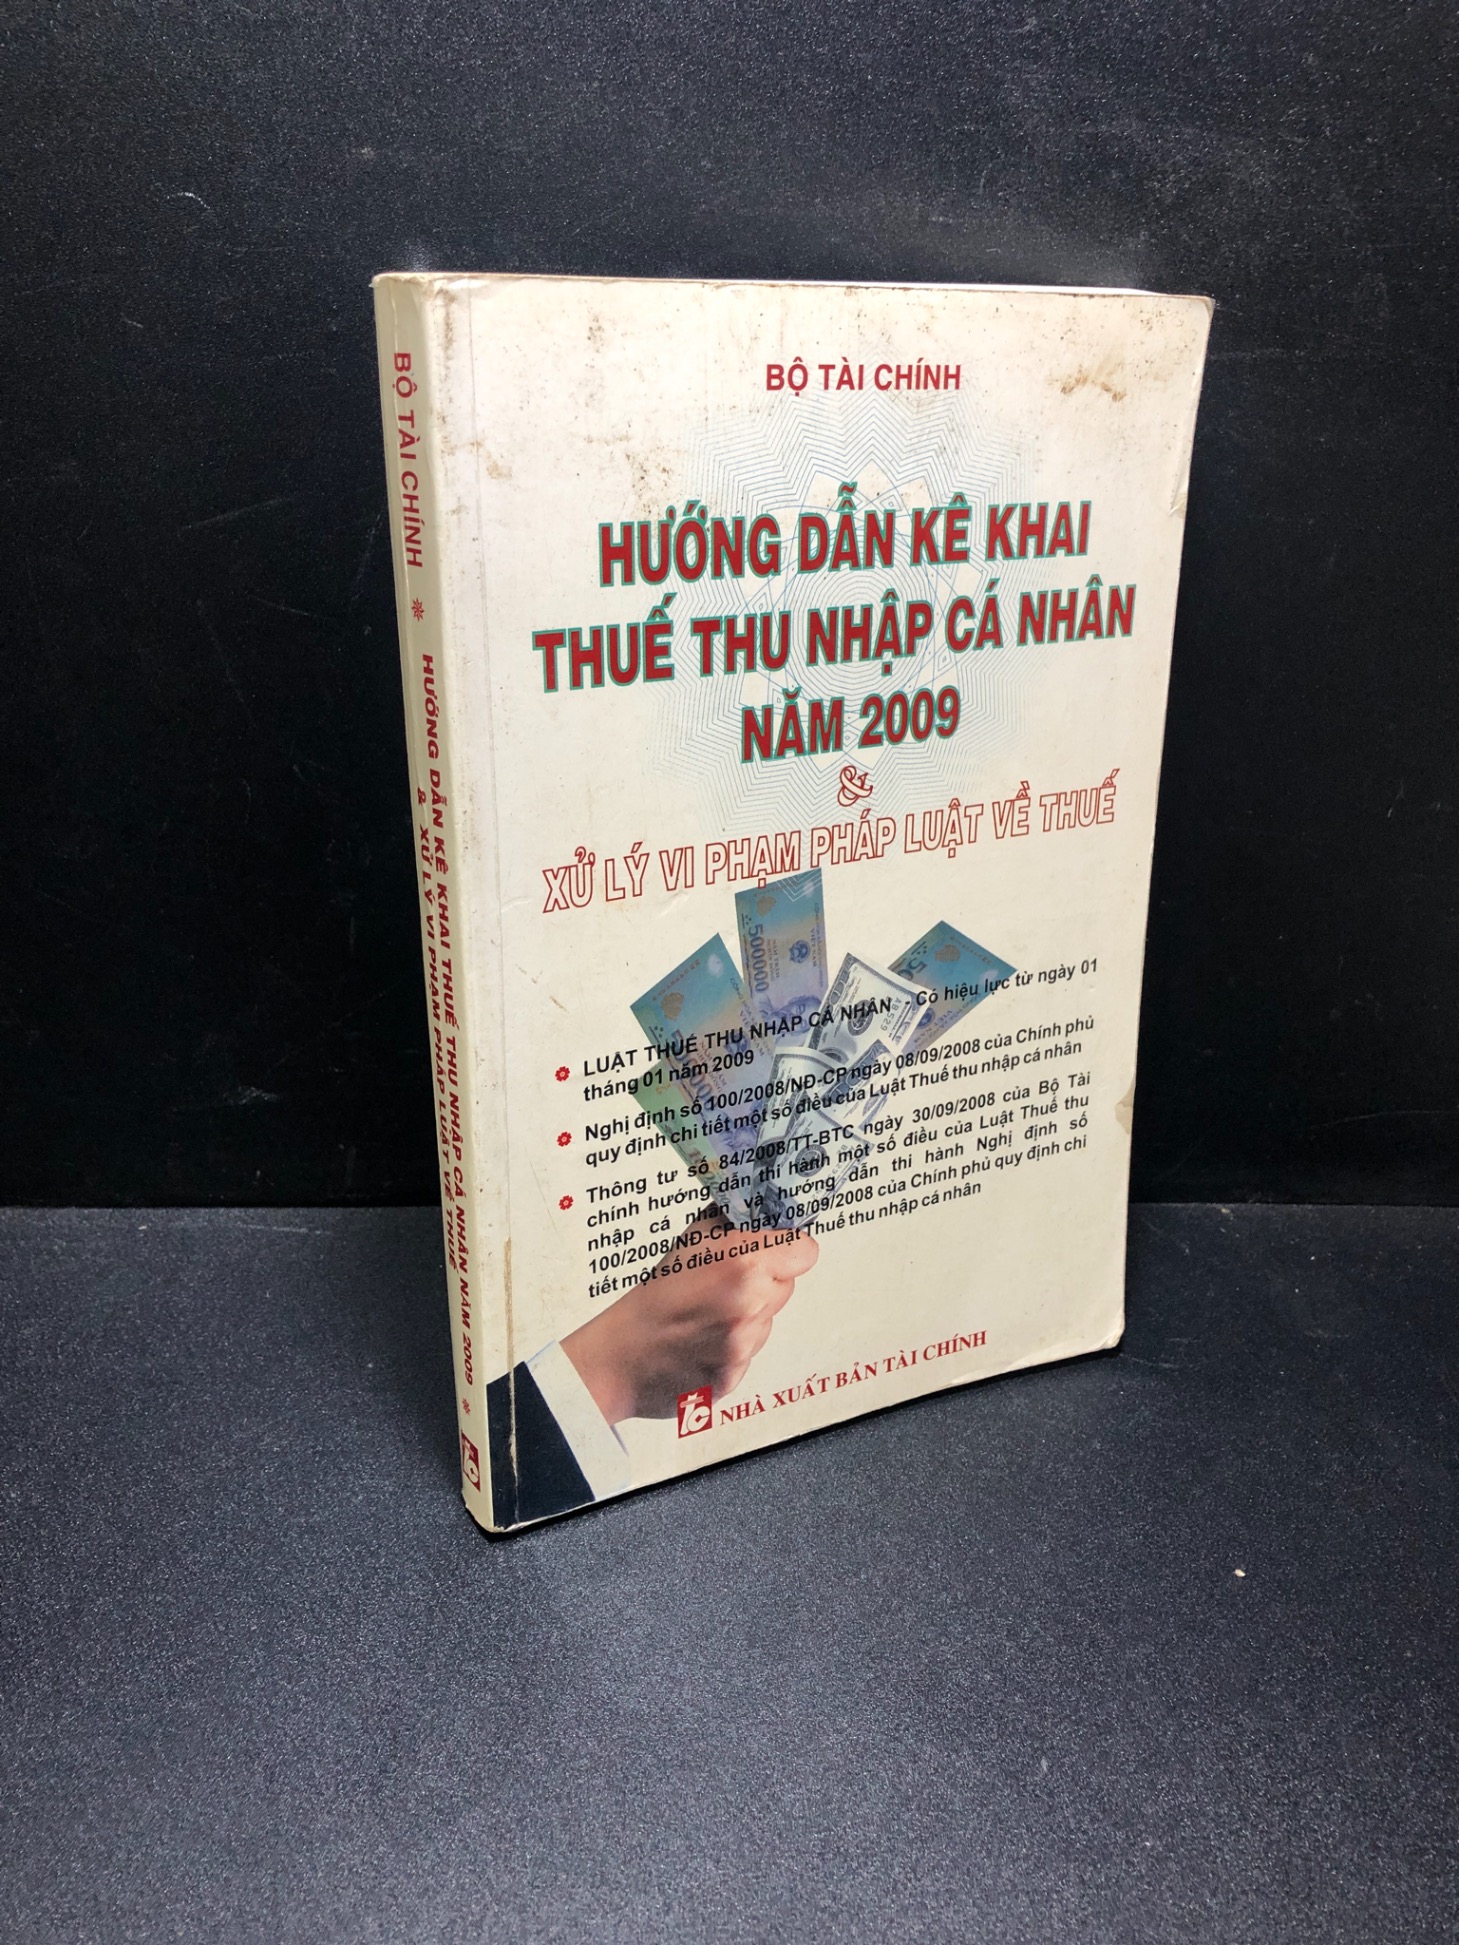 BỘ TÀI CHÍNH
HƯỚNG DẪN KÊ KHAI
THUẾ THU NHẬP CÁ NHÂN
NĂM 2009
&
XỬ LÝ VI PHẠM PHÁP LUẬT VỀ THUẾ
LUẬT THUẾ THU NHẬP CÁ NHÂN - Có hiệu lực từ ngày 01
tháng 01 năm 2009
Nghị định số 100/2008/NĐ-CP ngày 08/09/2008 của Chính phủ
quy định chi tiết một số điều của Luật Thuế thu nhập cá nhân
Thông tư số 84/2008/TT-BTC ngày 30/09/2008 của Bộ Tài
chính hướng dẫn thi hành một số điều của Luật Thuế thu
nhập cá nhân và hướng dẫn thi hành Nghị định số
100/2008/NĐ-CP ngày 08/09/2008 của Chính phủ quy định chi
tiết một số điều của Luật Thuế thu nhập cá nhân
tc NHÀ XUẤT BẢN TÀI CHÍNH
BỘ TÀI CHÍNH * HƯỚNG DẪN KÊ KHAI THUẾ THU NHẬP CÁ NHÂN NĂM 2009 *
& XỬ LÝ VI PHẠM PHÁP LUẬT VỀ THUẾ
500000